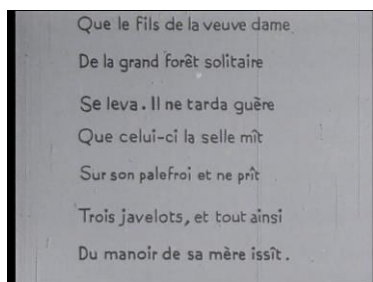 Que le fils de la veuve dame
De la grand forêt solitaire
Se leva. Il ne tarda guère
Que celui-ci la selle mît
Sur son palefroi et ne prît
Trois javelots, et tout ainsi
Du manoir de sa mère issît.